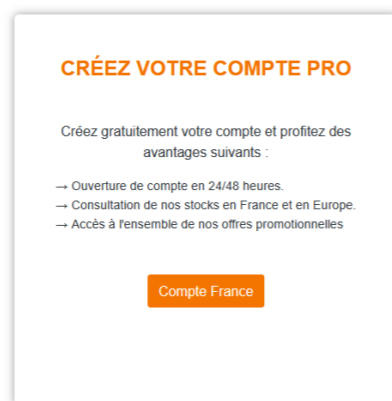 CRÉEZ VOTRE COMPTE PRO
Créez gratuitement votre compte et profitez des
avantages suivants :
→ Ouverture de compte en 24/48 heures.
→ Consultation de nos stocks en France et en Europe.
→ Accès à l'ensemble de nos offres promotionnelles
Compte France